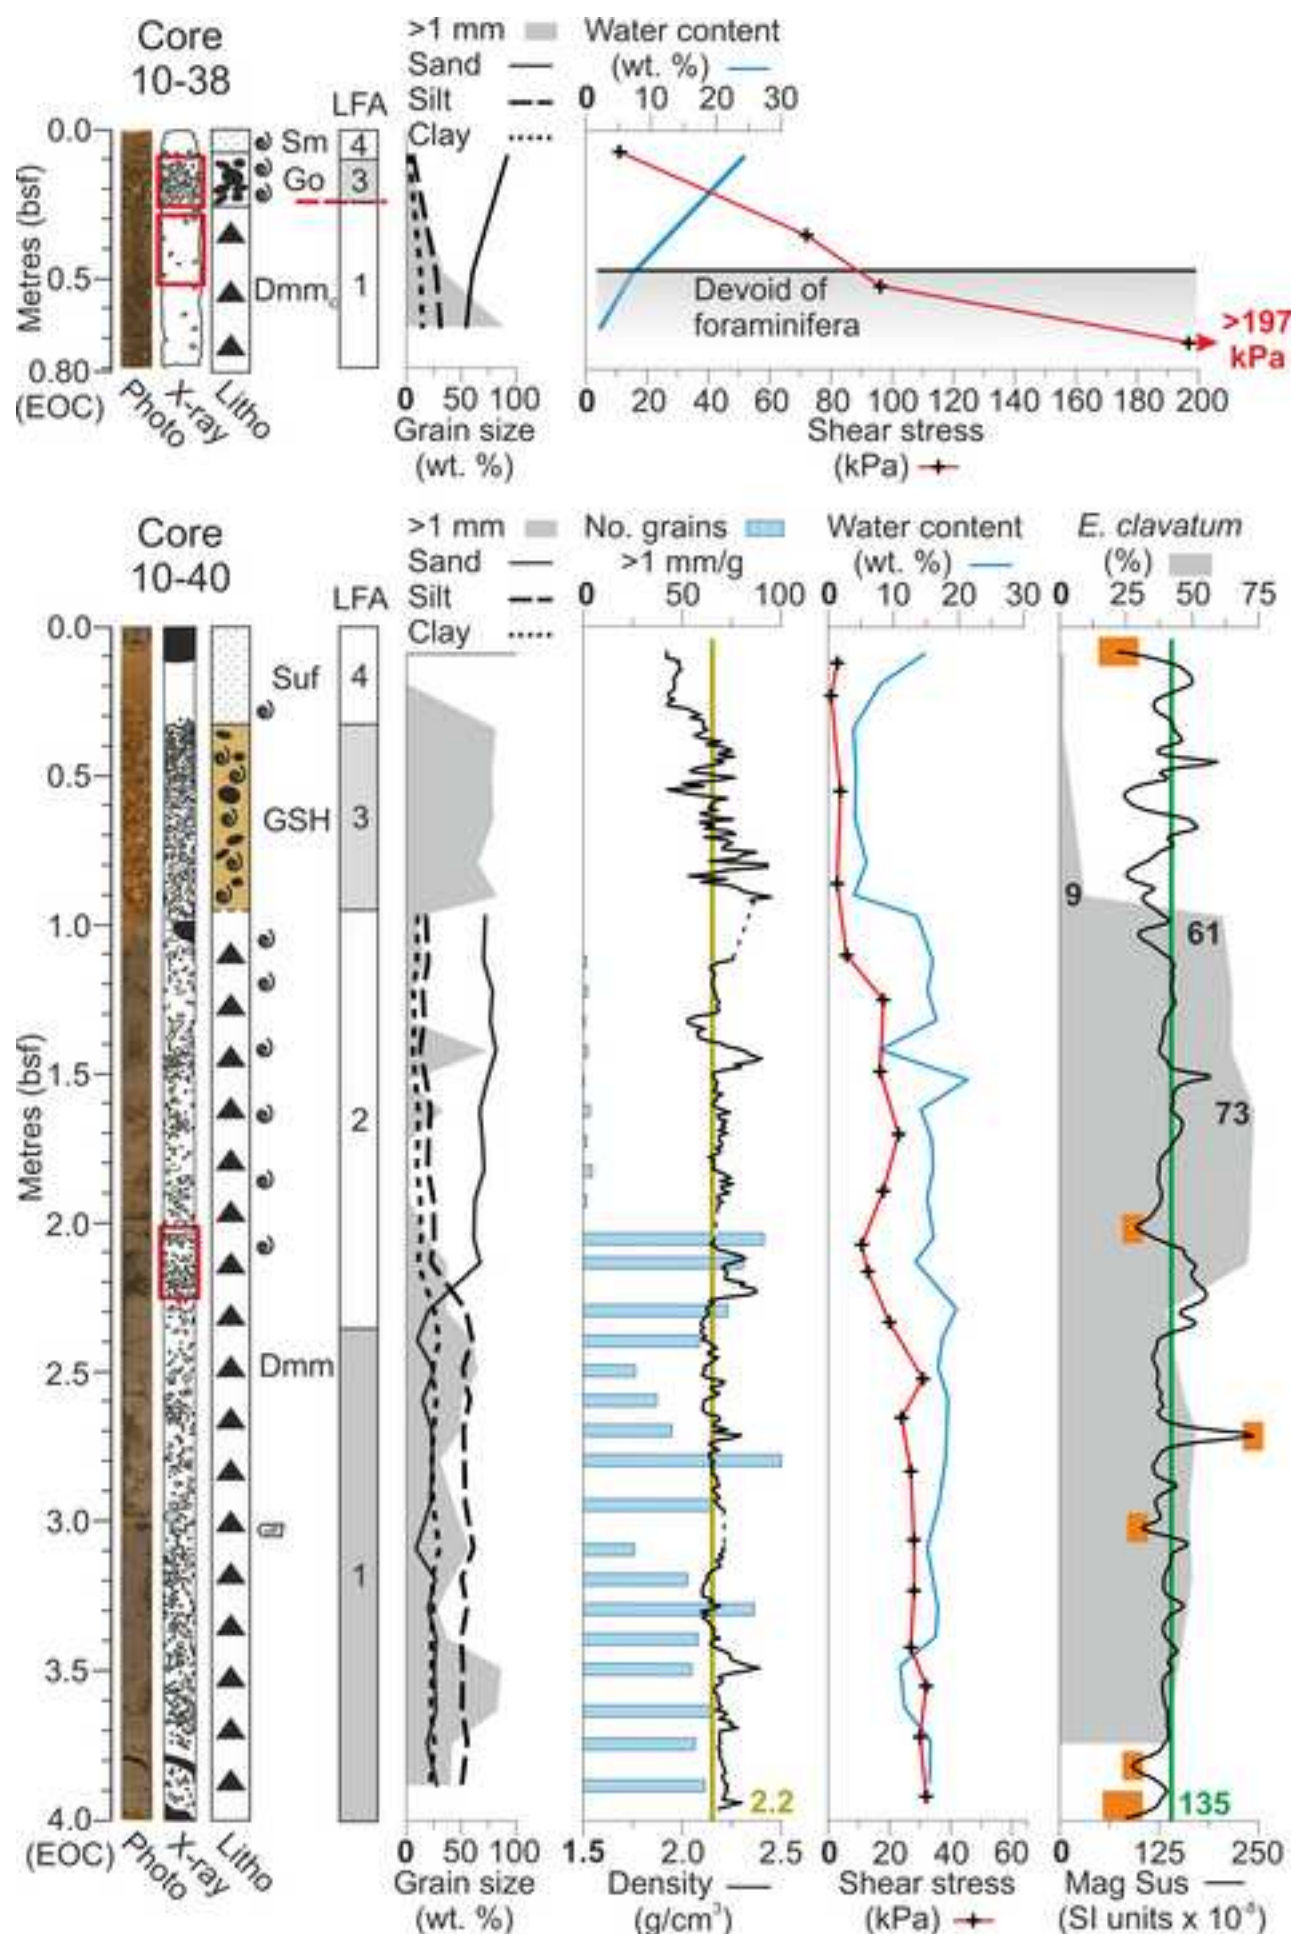 Core
10-38
>1 mm
Sand
Silt
Clay
LFA
Water content
(wt. %)
0 10 20 30
0.0
0.5
0.80
(EOC)
Metres (bsf)
Sm
Go
Dmm
4
3
1
Devoid of
foraminifera
>197
kPa
Photo
X-ray
Litho
0 50 100
Grain size
(wt. %)
0 20 40 60 80 100 120 140 160 180 200
Shear stress
(kPa)
Core
10-40
>1 mm
Sand
Silt
Clay
LFA
No. grains
>1 mm/g
0 50 100
Water content
(wt. %)
0 10 20 30
E. clavatum
(%)
0 25 50 75
0.0
0.5
1.0
1.5
2.0
2.5
3.0
3.5
4.0
(EOC)
Metres (bsf)
Suf
GSH
Dmm
4
3
2
1
9
61
73
2.2
135
Photo
X-ray
Litho
0 50 100
Grain size
(wt. %)
1.5 2.0 2.5
Density
(g/cm³)
0 20 40 60
Shear stress
(kPa)
0 125 250
Mag Sus
(SI units x 10⁻⁸)